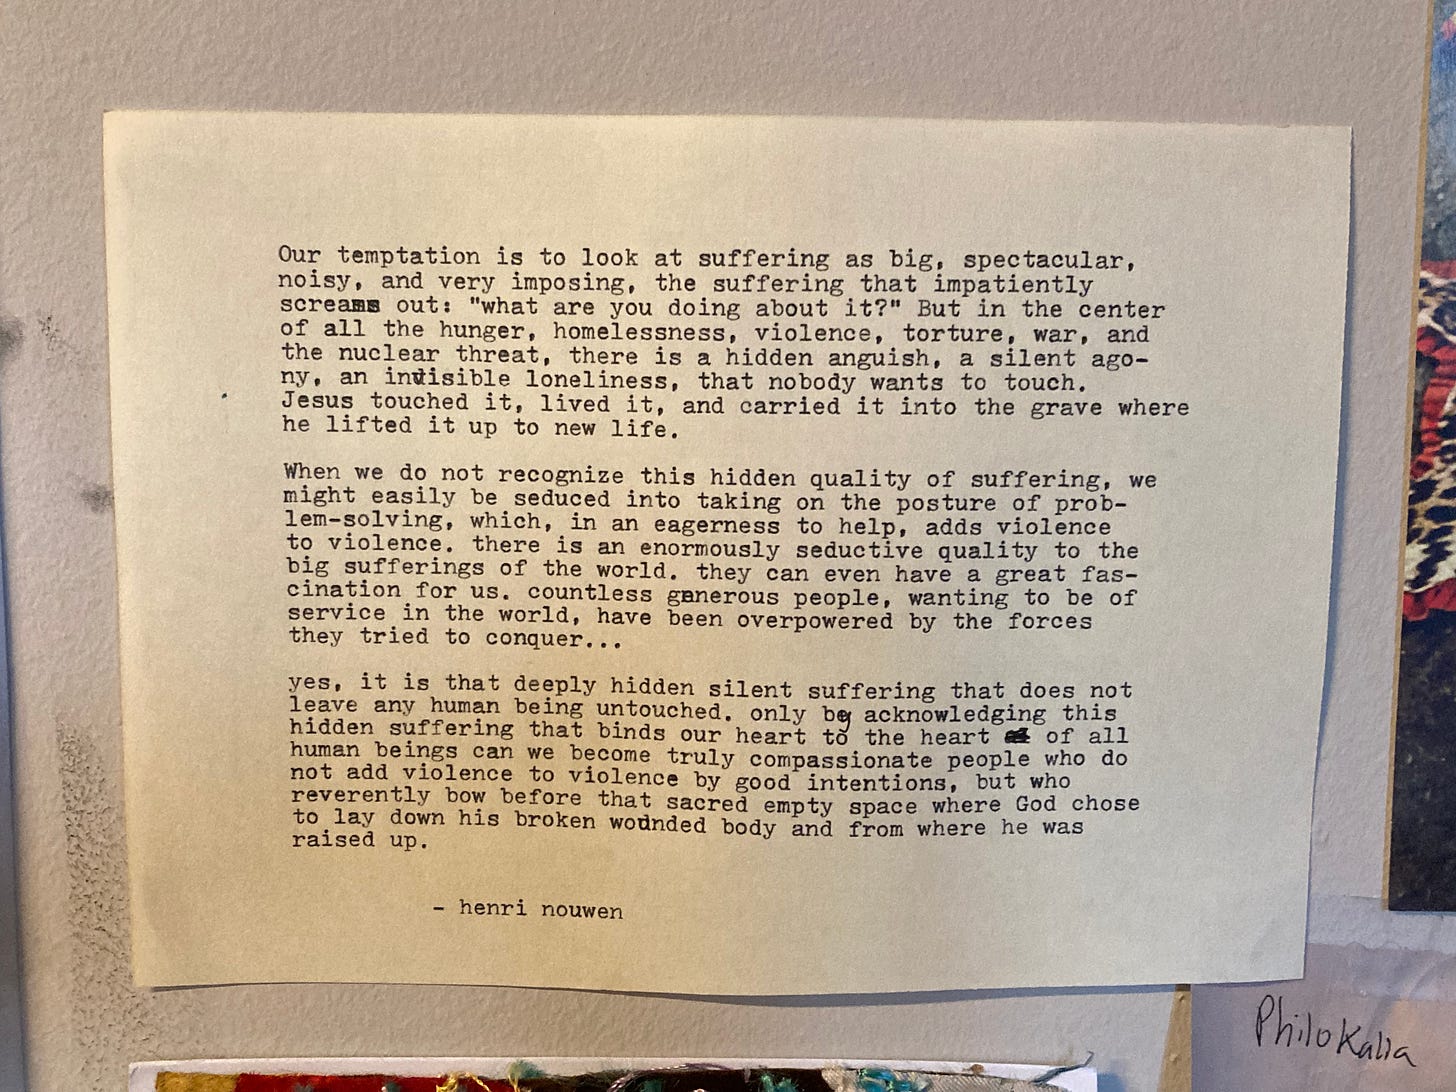 Our temptation is to look at suffering as big, spectacular,
noisy, and very imposing, the suffering that impatiently
screams out: "what are you doing about it?" But in the center
of all the hunger, homelessness, violence, torture, war, and
the nuclear threat, there is a hidden anguish, a silent ago-
ny, an invisible loneliness, that nobody wants to touch.
Jesus touched it, lived it, and carried it into the grave where
he lifted it up to new life.
When we do not recognize this hidden quality of suffering, we
might easily be seduced into taking on the posture of prob-
lem-solving, which, in an eagerness to help, adds violence
to violence. there is an enormously seductive quality to the
big sufferings of the world. they can even have a great fas-
cination for us. countless generous people, wanting to be of
service in the world, have been overpowered by the forces
they tried to conquer...
yes, it is that deeply hidden silent suffering that does not
leave any human being untouched. only by acknowledging this
hidden suffering that binds our heart to the heart of all
human beings can we become truly compassionate people who do
not add violence to violence by good intentions, but who
reverently bow before that sacred empty space where God chose
to lay down his broken wounded body and from where he was
raised up.
- henri nouwen
Philokalia